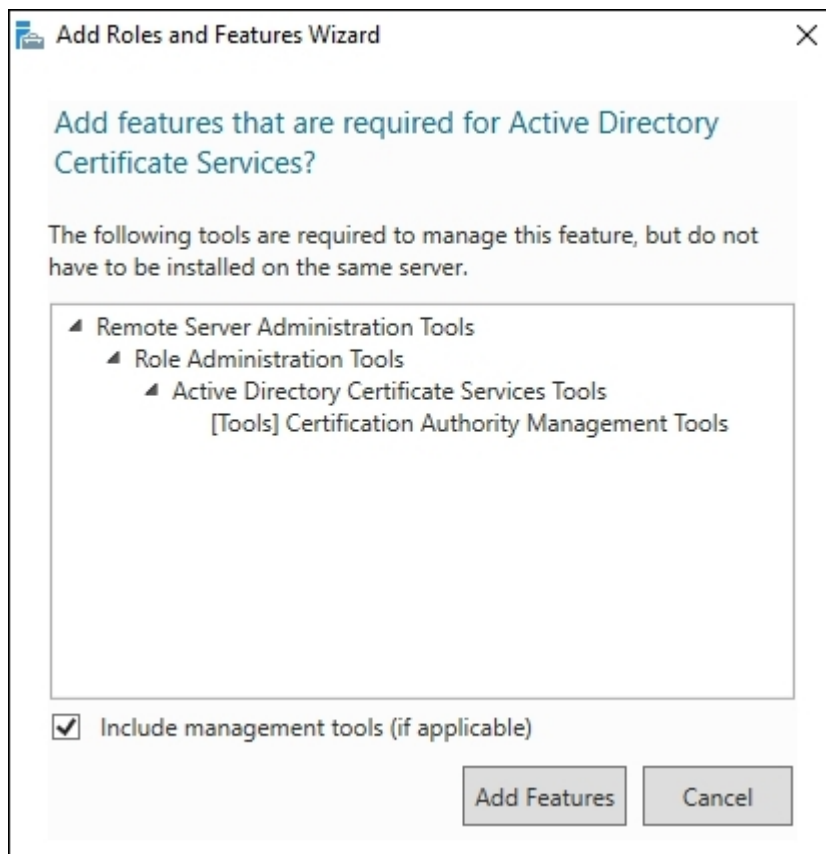 Add Roles and Features Wizard
Add features that are required for Active Directory
Certificate Services?
The following tools are required to manage this feature, but do not
have to be installed on the same server.
Remote Server Administration Tools
Role Administration Tools
Active Directory Certificate Services Tools
[Tools] Certification Authority Management Tools
Include management tools (if applicable)
Add Features
Cancel